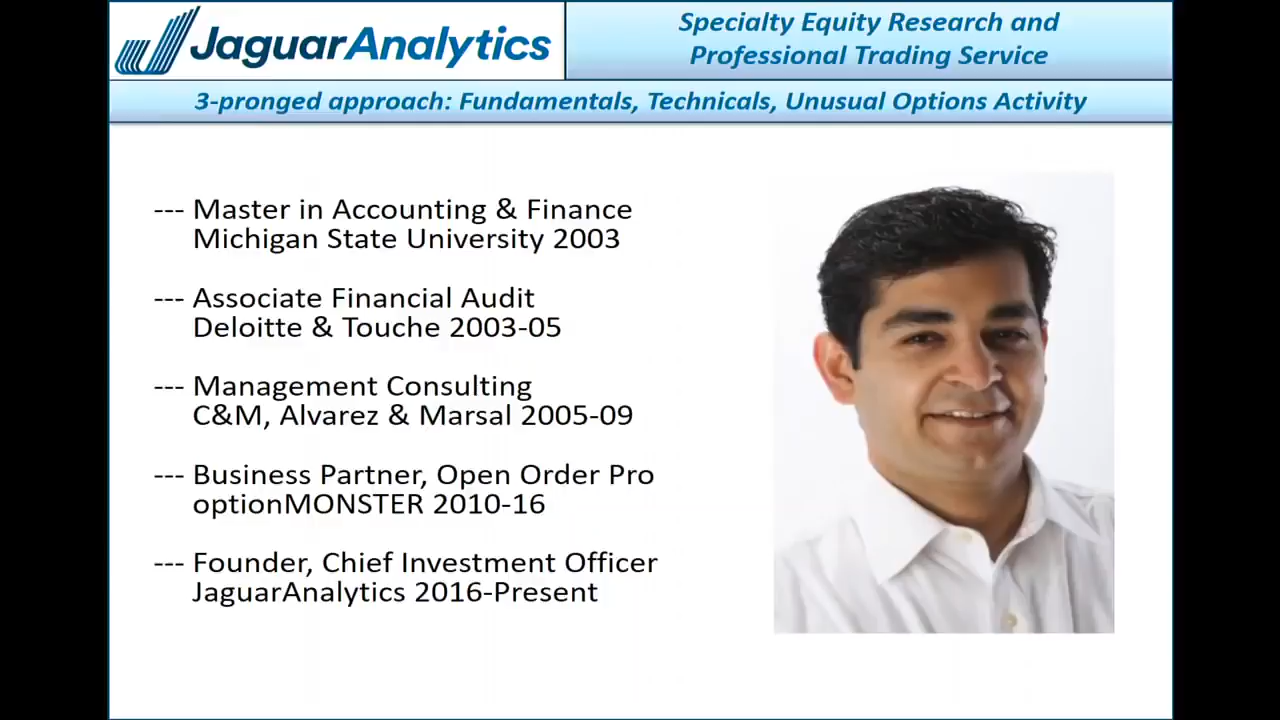 JaguarAnalytics
Specialty Equity Research and
Professional Trading Service
3-pronged approach: Fundamentals, Technicals, Unusual Options Activity
--- Master in Accounting & Finance
Michigan State University 2003
--- Associate Financial Audit
Deloitte & Touche 2003-05
--- Management Consulting
C&M, Alvarez & Marsal 2005-09
--- Business Partner, Open Order Pro
optionMONSTER 2010-16
--- Founder, Chief Investment Officer
JaguarAnalytics 2016-Present